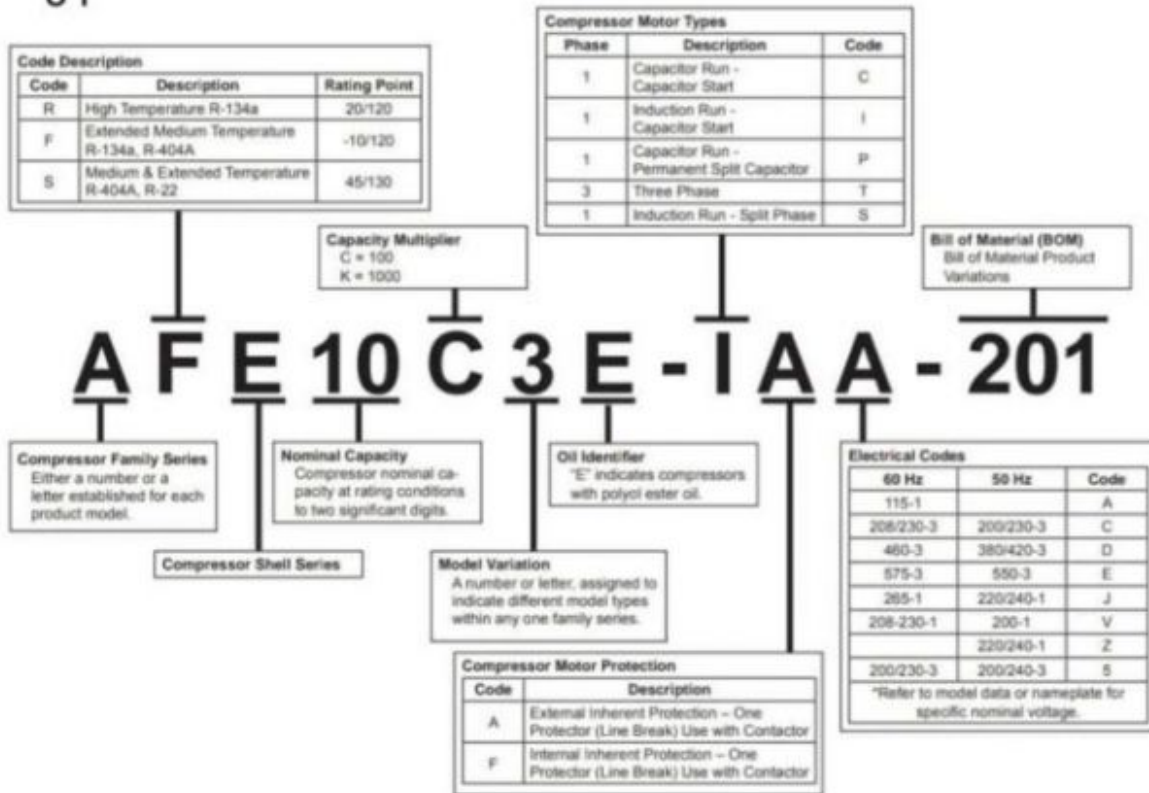 Compressor Motor Types
Phase Description Code
1 Capacitor Run - C
Capacitor Start
1 Induction Run - I
Capacitor Start
1 Capacitor Run - P
Permanent Split Capacitor
3 Three Phase T
1 Induction Run - Split Phase S
Code Description
Code Description Rating Point
R High Temperature R-134a 20/120
F Extended Medium Temperature -10/120
R-134a, R-404A
S Medium & Extended Temperature 45/130
R-404A, R-22
Capacity Multiplier
C = 100
K = 1000
Bill of Material (BOM)
Bill of Material Product
Variations
A F E 10 C 3 E - I A A - 201
Compressor Family Series
Either a number or a
letter established for each
product model.
Nominal Capacity
Compressor nominal ca-
pacity at rating conditions
to two significant digits.
Oil Identifier
"E" indicates compressors
with polyol ester oil.
Compressor Shell Series
Model Variation
A number or letter, assigned to
indicate different model types
within any one family series.
Electrical Codes
60 Hz 50 Hz Code
115-1 A
208/230-3 200/230-3 C
460-3 380/420-3 D
575-3 550-3 E
265-1 220/240-1 J
208-230-1 200-1 V
220/240-1 Z
200/230-3 200/240-3 5
*Refer to model data or nameplate for
specific nominal voltage.
Compressor Motor Protection
Code Description
A External Inherent Protection – One
Protector (Line Break) Use with Contactor
F Internal Inherent Protection – One
Protector (Line Break) Use with Contactor